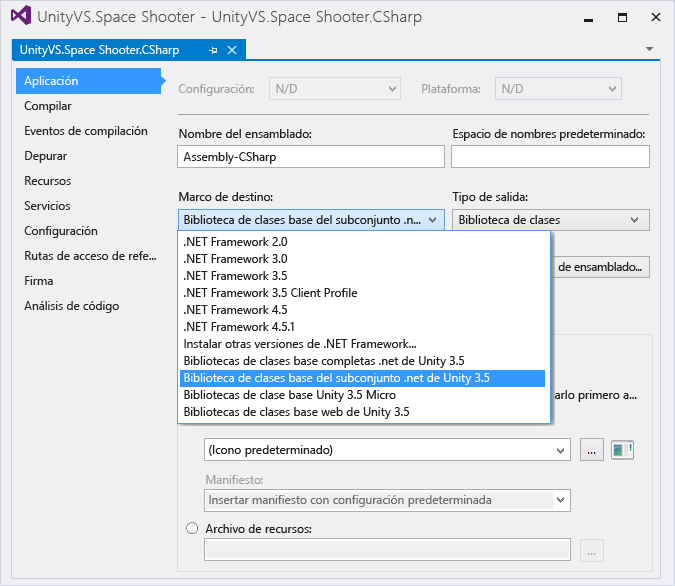 UnityVS.Space Shooter - UnityVS.Space Shooter.CSharp
UnityVS.Space Shooter.CSharp
Aplicación
Compilar
Eventos de compilación
Depurar
Recursos
Servicios
Configuración
Rutas de acceso de refe...
Firma
Análisis de código
Configuración: N/D Plataforma: N/D
Nombre del ensamblado: Espacio de nombres predeterminado:
Assembly-CSharp
Marco de destino: Tipo de salida:
Biblioteca de clases base del subconjunto .n... Biblioteca de clases
.NET Framework 2.0
.NET Framework 3.0
.NET Framework 3.5
.NET Framework 3.5 Client Profile
.NET Framework 4.5
.NET Framework 4.5.1
Instalar otras versiones de .NET Framework...
Bibliotecas de clases base completas .net de Unity 3.5
Biblioteca de clases base del subconjunto .net de Unity 3.5
Bibliotecas de clase base Unity 3.5 Micro
Bibliotecas de clases base web de Unity 3.5
de ensamblado...
arlo primero a...
(Icono predeterminado) ...
Manifiesto:
Insertar manifiesto con configuración predeterminada
Archivo de recursos:
...